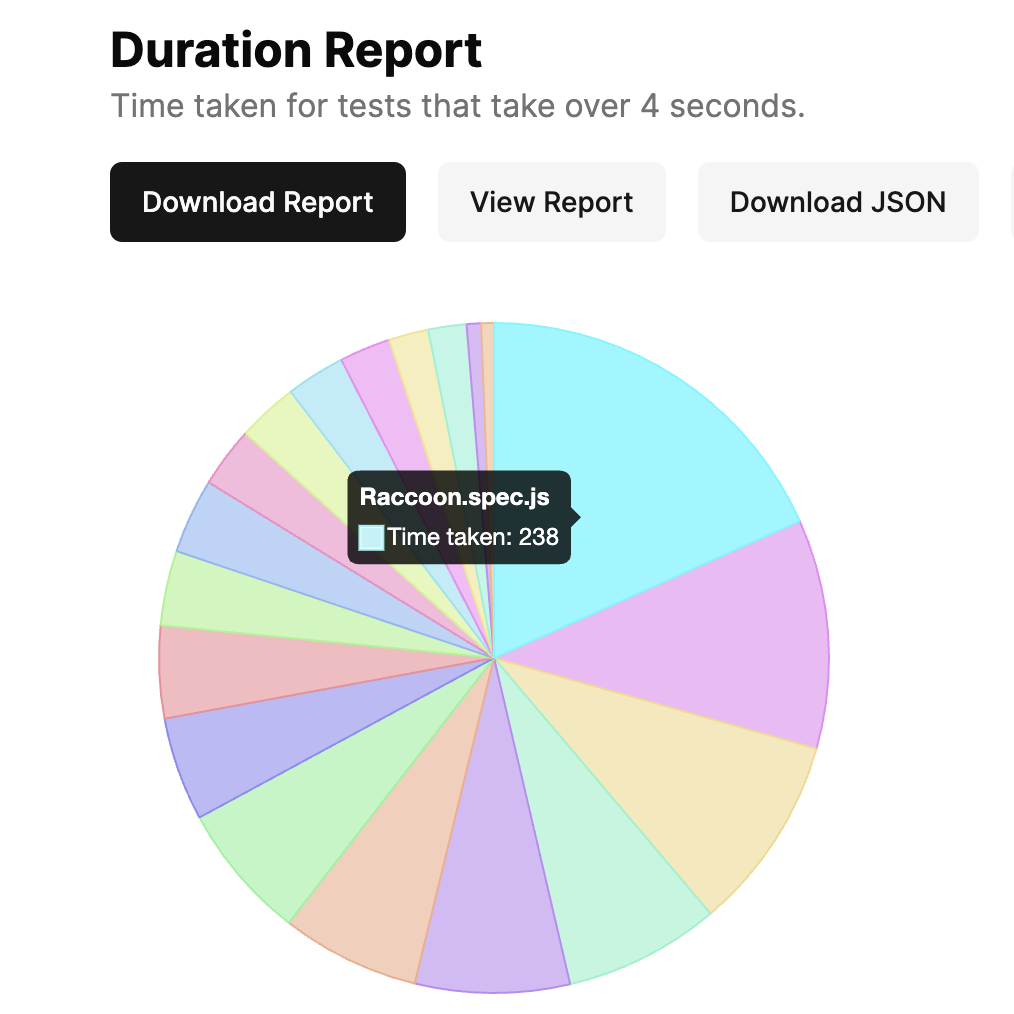 Duration Report
Time taken for tests that take over 4 seconds.
Download Report
View Report
Download JSON
Raccoon.spec.js
Time taken: 238